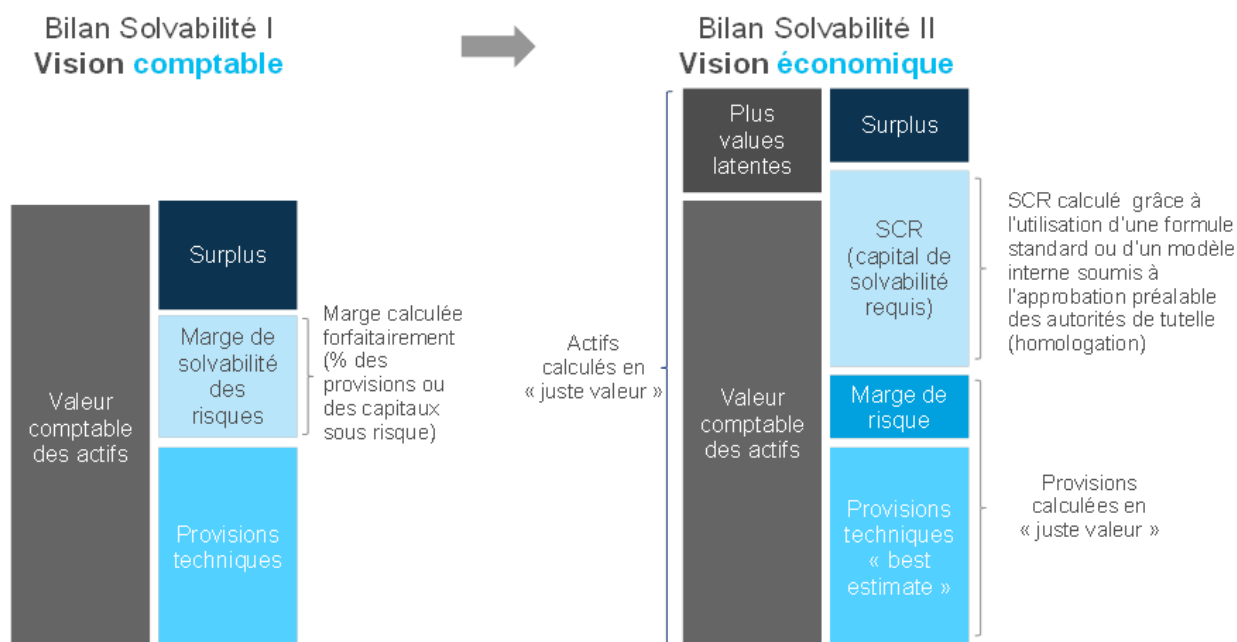 Bilan Solvabilité I
Vision comptable
Bilan Solvabilité II
Vision économique
Valeur
comptable
des actifs
Surplus
Marge de
solvabilité
des
risques
Provisions
techniques
Marge calculée
forfaitairement
(% des
provisions ou
des capitaux
sous risque)
Actifs
calculés en
« juste valeur »
Plus
values
latentes
Valeur
comptable
des actifs
Surplus
SCR
(capital de
solvabilité
requis)
Marge de
risque
Provisions
techniques
« best
estimate »
SCR calculé grâce à
l'utilisation d'une formule
standard ou d'un modèle
interne soumis à
l'approbation préalable
des autorités de tutelle
(homologation)
Provisions
calculées en
« juste valeur »